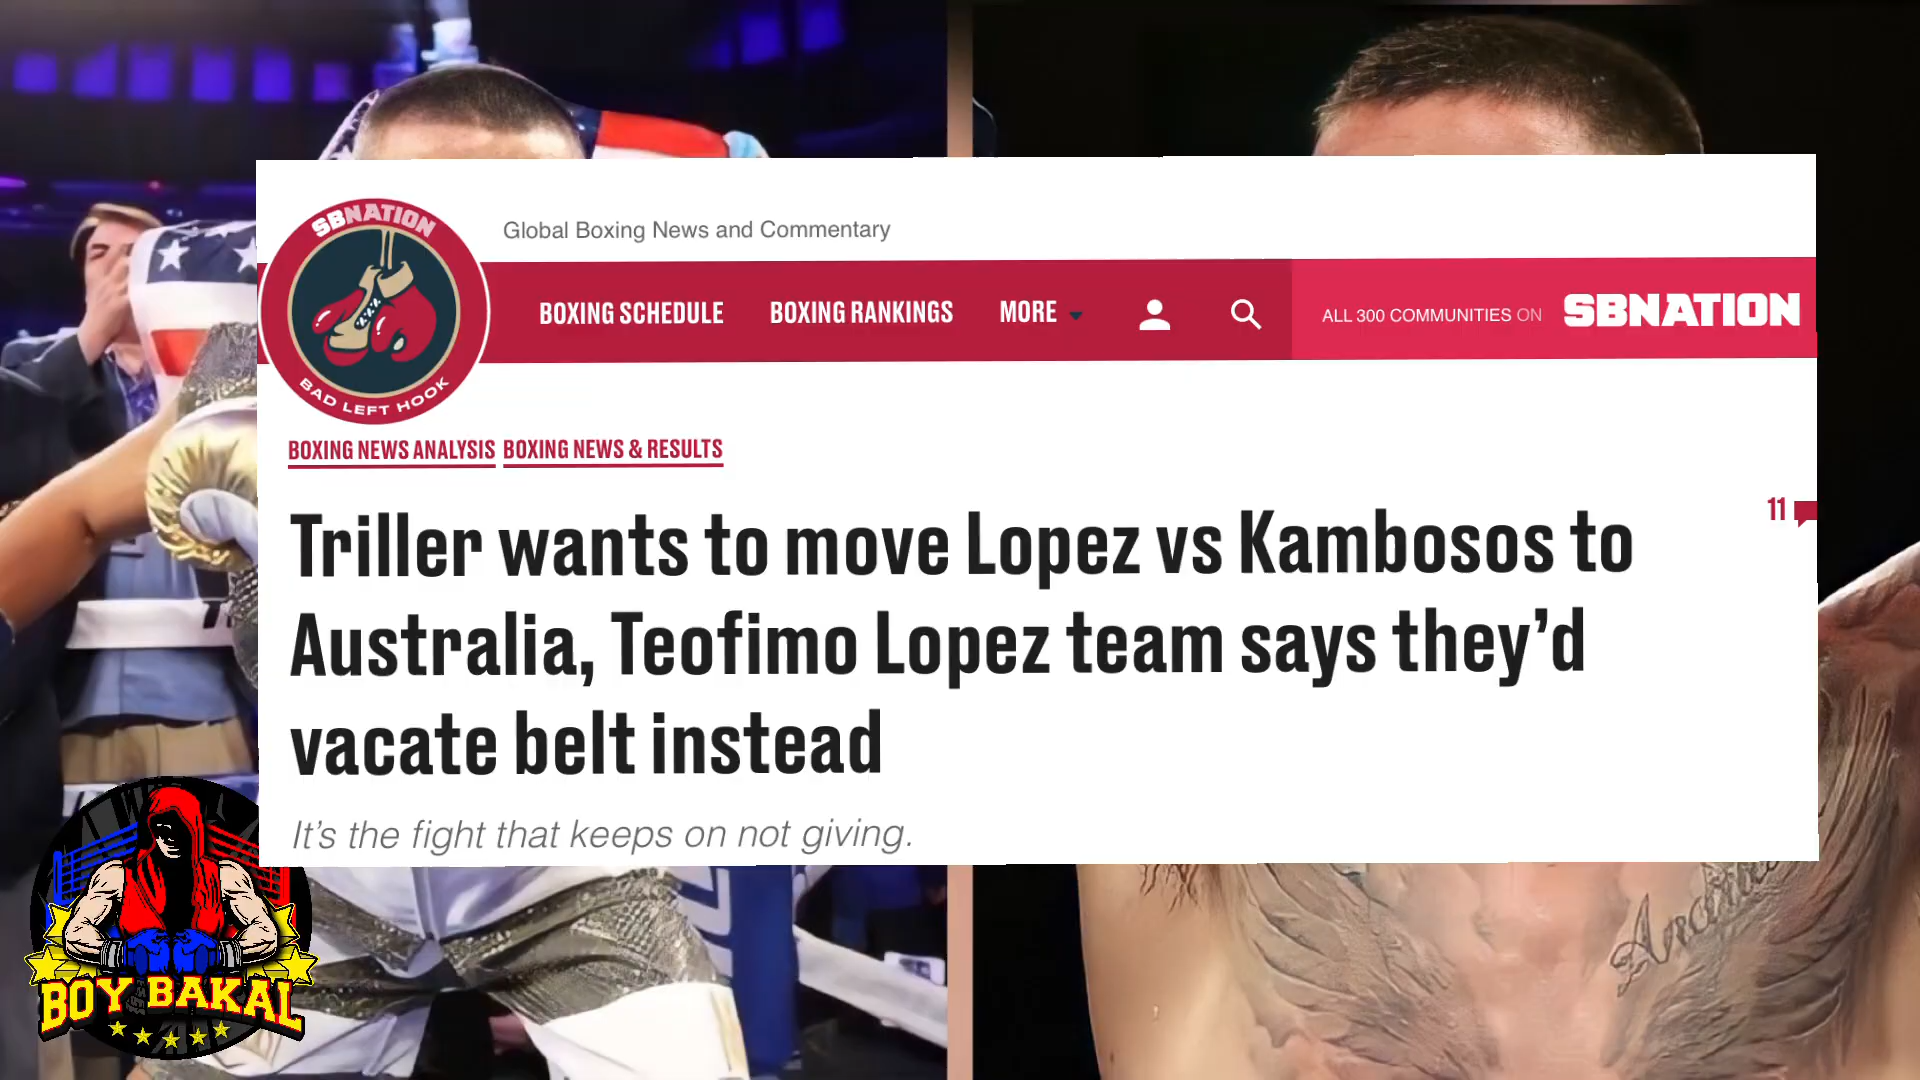 SBNATION
BAD LEFT HOOK
Global Boxing News and Commentary
BOXING SCHEDULE BOXING RANKINGS MORE
ALL 300 COMMUNITIES ON SBNATION
BOXING NEWS ANALYSIS BOXING NEWS & RESULTS
11
Triller wants to move Lopez vs Kambosos to
Australia, Teofimo Lopez team says they’d
vacate belt instead
It’s the fight that keeps on not giving.
BOY BAKAL